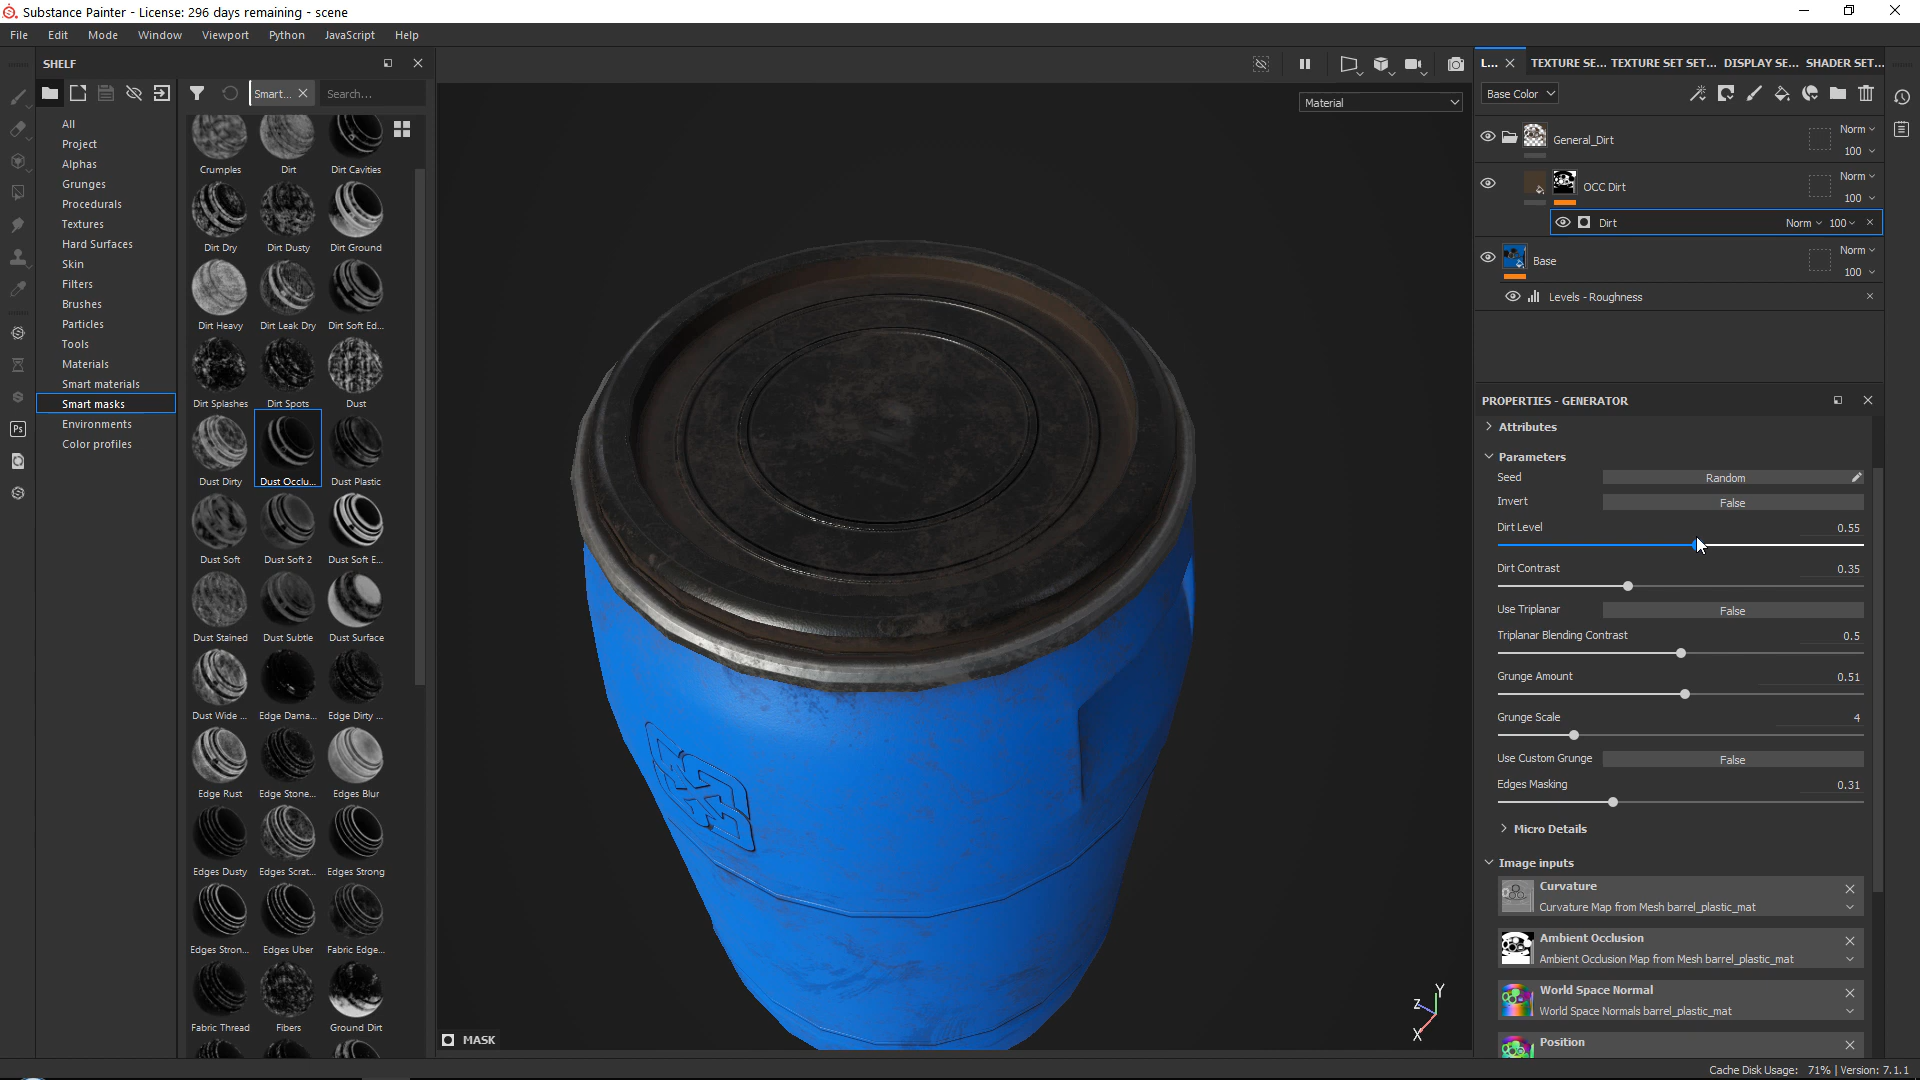 Substance Painter - License: 296 days remaining - scene
File Edit Mode Window Viewport Python JavaScript Help
SHELF
Smart...
Search...
All
Project
Alphas
Grunges
Procedurals
Textures
Hard Surfaces
Skin
Filters
Brushes
Particles
Tools
Materials
Smart materials
Smart masks
Environments
Color profiles
Crumples Dirt Dirt Cavities
Dirt Dry Dirt Dusty Dirt Ground
Dirt Heavy Dirt Leak Dry Dirt Soft Ed...
Dirt Splashes Dirt Spots Dust
Dust Dirty Dust Occlu... Dust Plastic
Dust Soft Dust Soft 2 Dust Soft E...
Dust Stained Dust Subtle Dust Surface
Dust Wide ... Edge Dama... Edge Dirty ...
Edge Rust Edge Stone... Edges Blur
Edges Dusty Edges Scrat... Edges Strong
Edges Stron... Edges Uber Fabric Edge...
Fabric Thread Fibers Ground Dirt
Ps
Material
MASK
Y
Z
X
L... TEXTURE SE... TEXTURE SET SET... DISPLAY SE... SHADER SET...
Base Color
General_Dirt Norm 100
OCC Dirt Norm 100
Dirt Norm 100
Base Norm 100
Levels - Roughness
PROPERTIES - GENERATOR
Attributes
Parameters
Seed Random
Invert False
Dirt Level 0.55
Dirt Contrast 0.35
Use Triplanar False
Triplanar Blending Contrast 0.5
Grunge Amount 0.51
Grunge Scale 4
Use Custom Grunge False
Edges Masking 0.31
Micro Details
Image inputs
Curvature
Curvature Map from Mesh barrel_plastic_mat
Ambient Occlusion
Ambient Occlusion Map from Mesh barrel_plastic_mat
World Space Normal
World Space Normals barrel_plastic_mat
Position
Cache Disk Usage: 71% | Version: 7.1.1